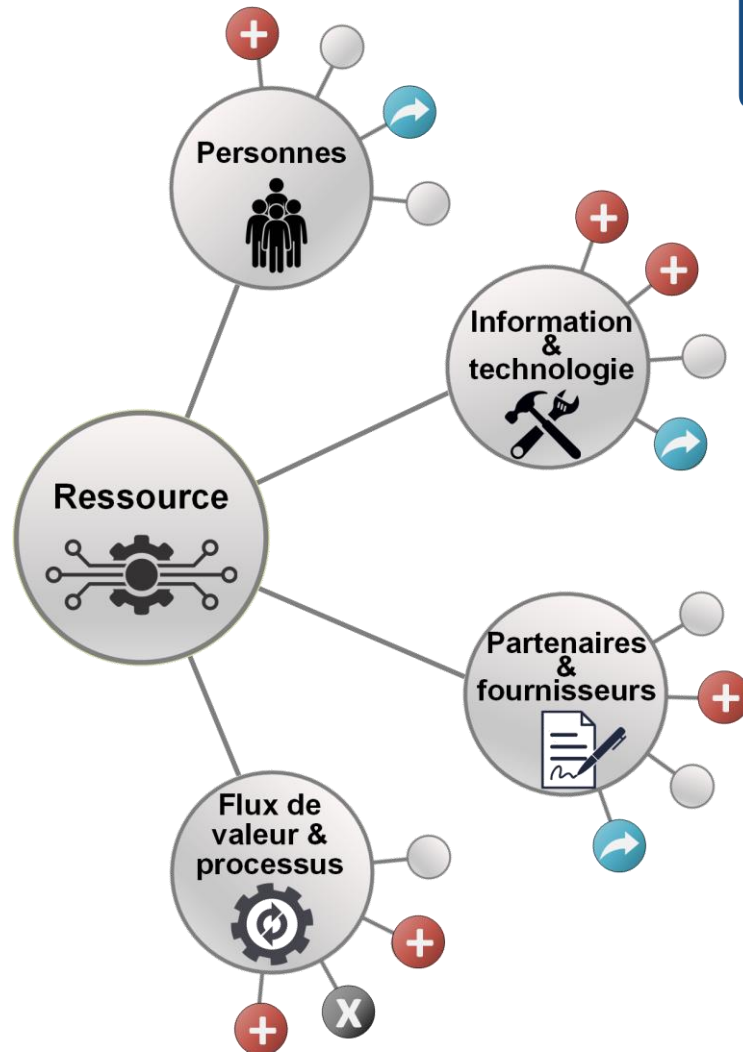 Personnes
Information
&
technologie
Ressource
Partenaires
&
fournisseurs
Flux de
valeur &
processus
X